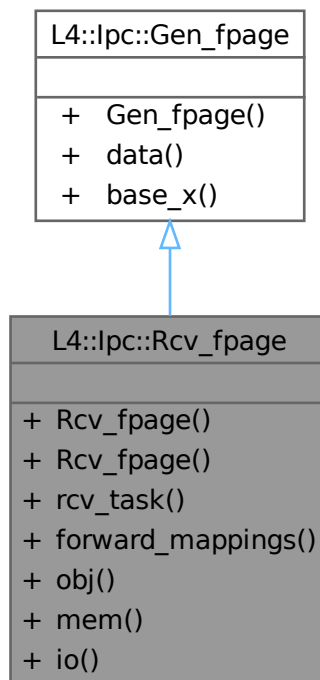 L4::Ipc::Gen_fpage
+ Gen_fpage()
+ data()
+ base_x()
L4::Ipc::Rcv_fpage
+ Rcv_fpage()
+ Rcv_fpage()
+ rcv_task()
+ forward_mappings()
+ obj()
+ mem()
+ io()